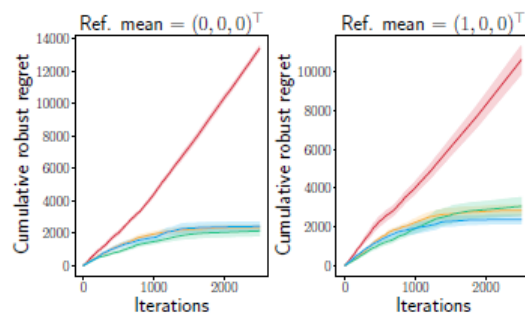 Ref. mean = (0, 0, 0)⊤
Cumulative robust regret
14000
12000
10000
8000
6000
4000
2000
0
0 1000 2000
Iterations
Ref. mean = (1, 0, 0)⊤
Cumulative robust regret
10000
8000
6000
4000
2000
0
0 1000 2000
Iterations